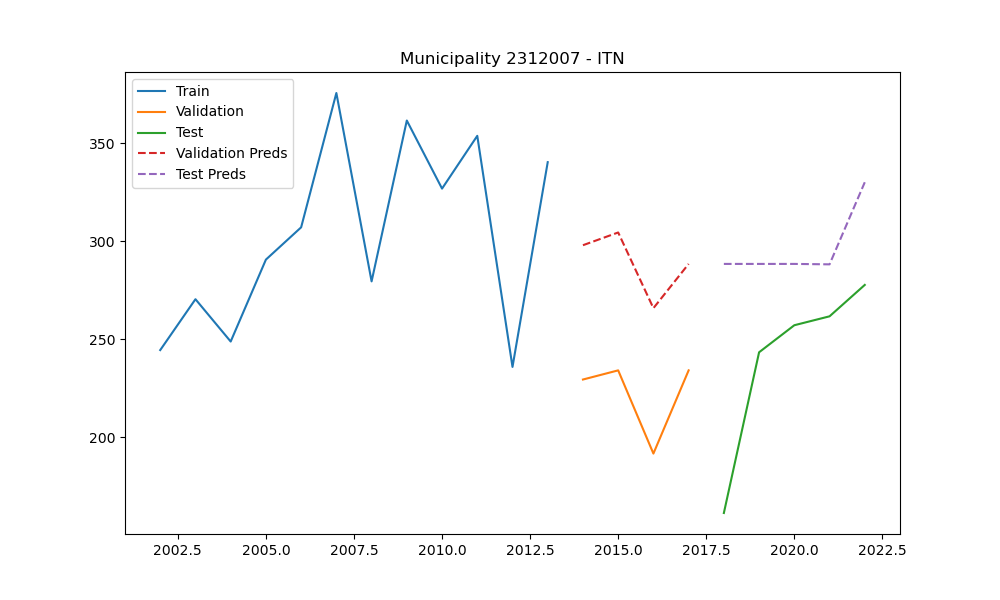 Municipality 2312007 - ITN
Train
Validation
Test
Validation Preds
Test Preds
350
300
250
200
2002.5 2005.0 2007.5 2010.0 2012.5 2015.0 2017.5 2020.0 2022.5